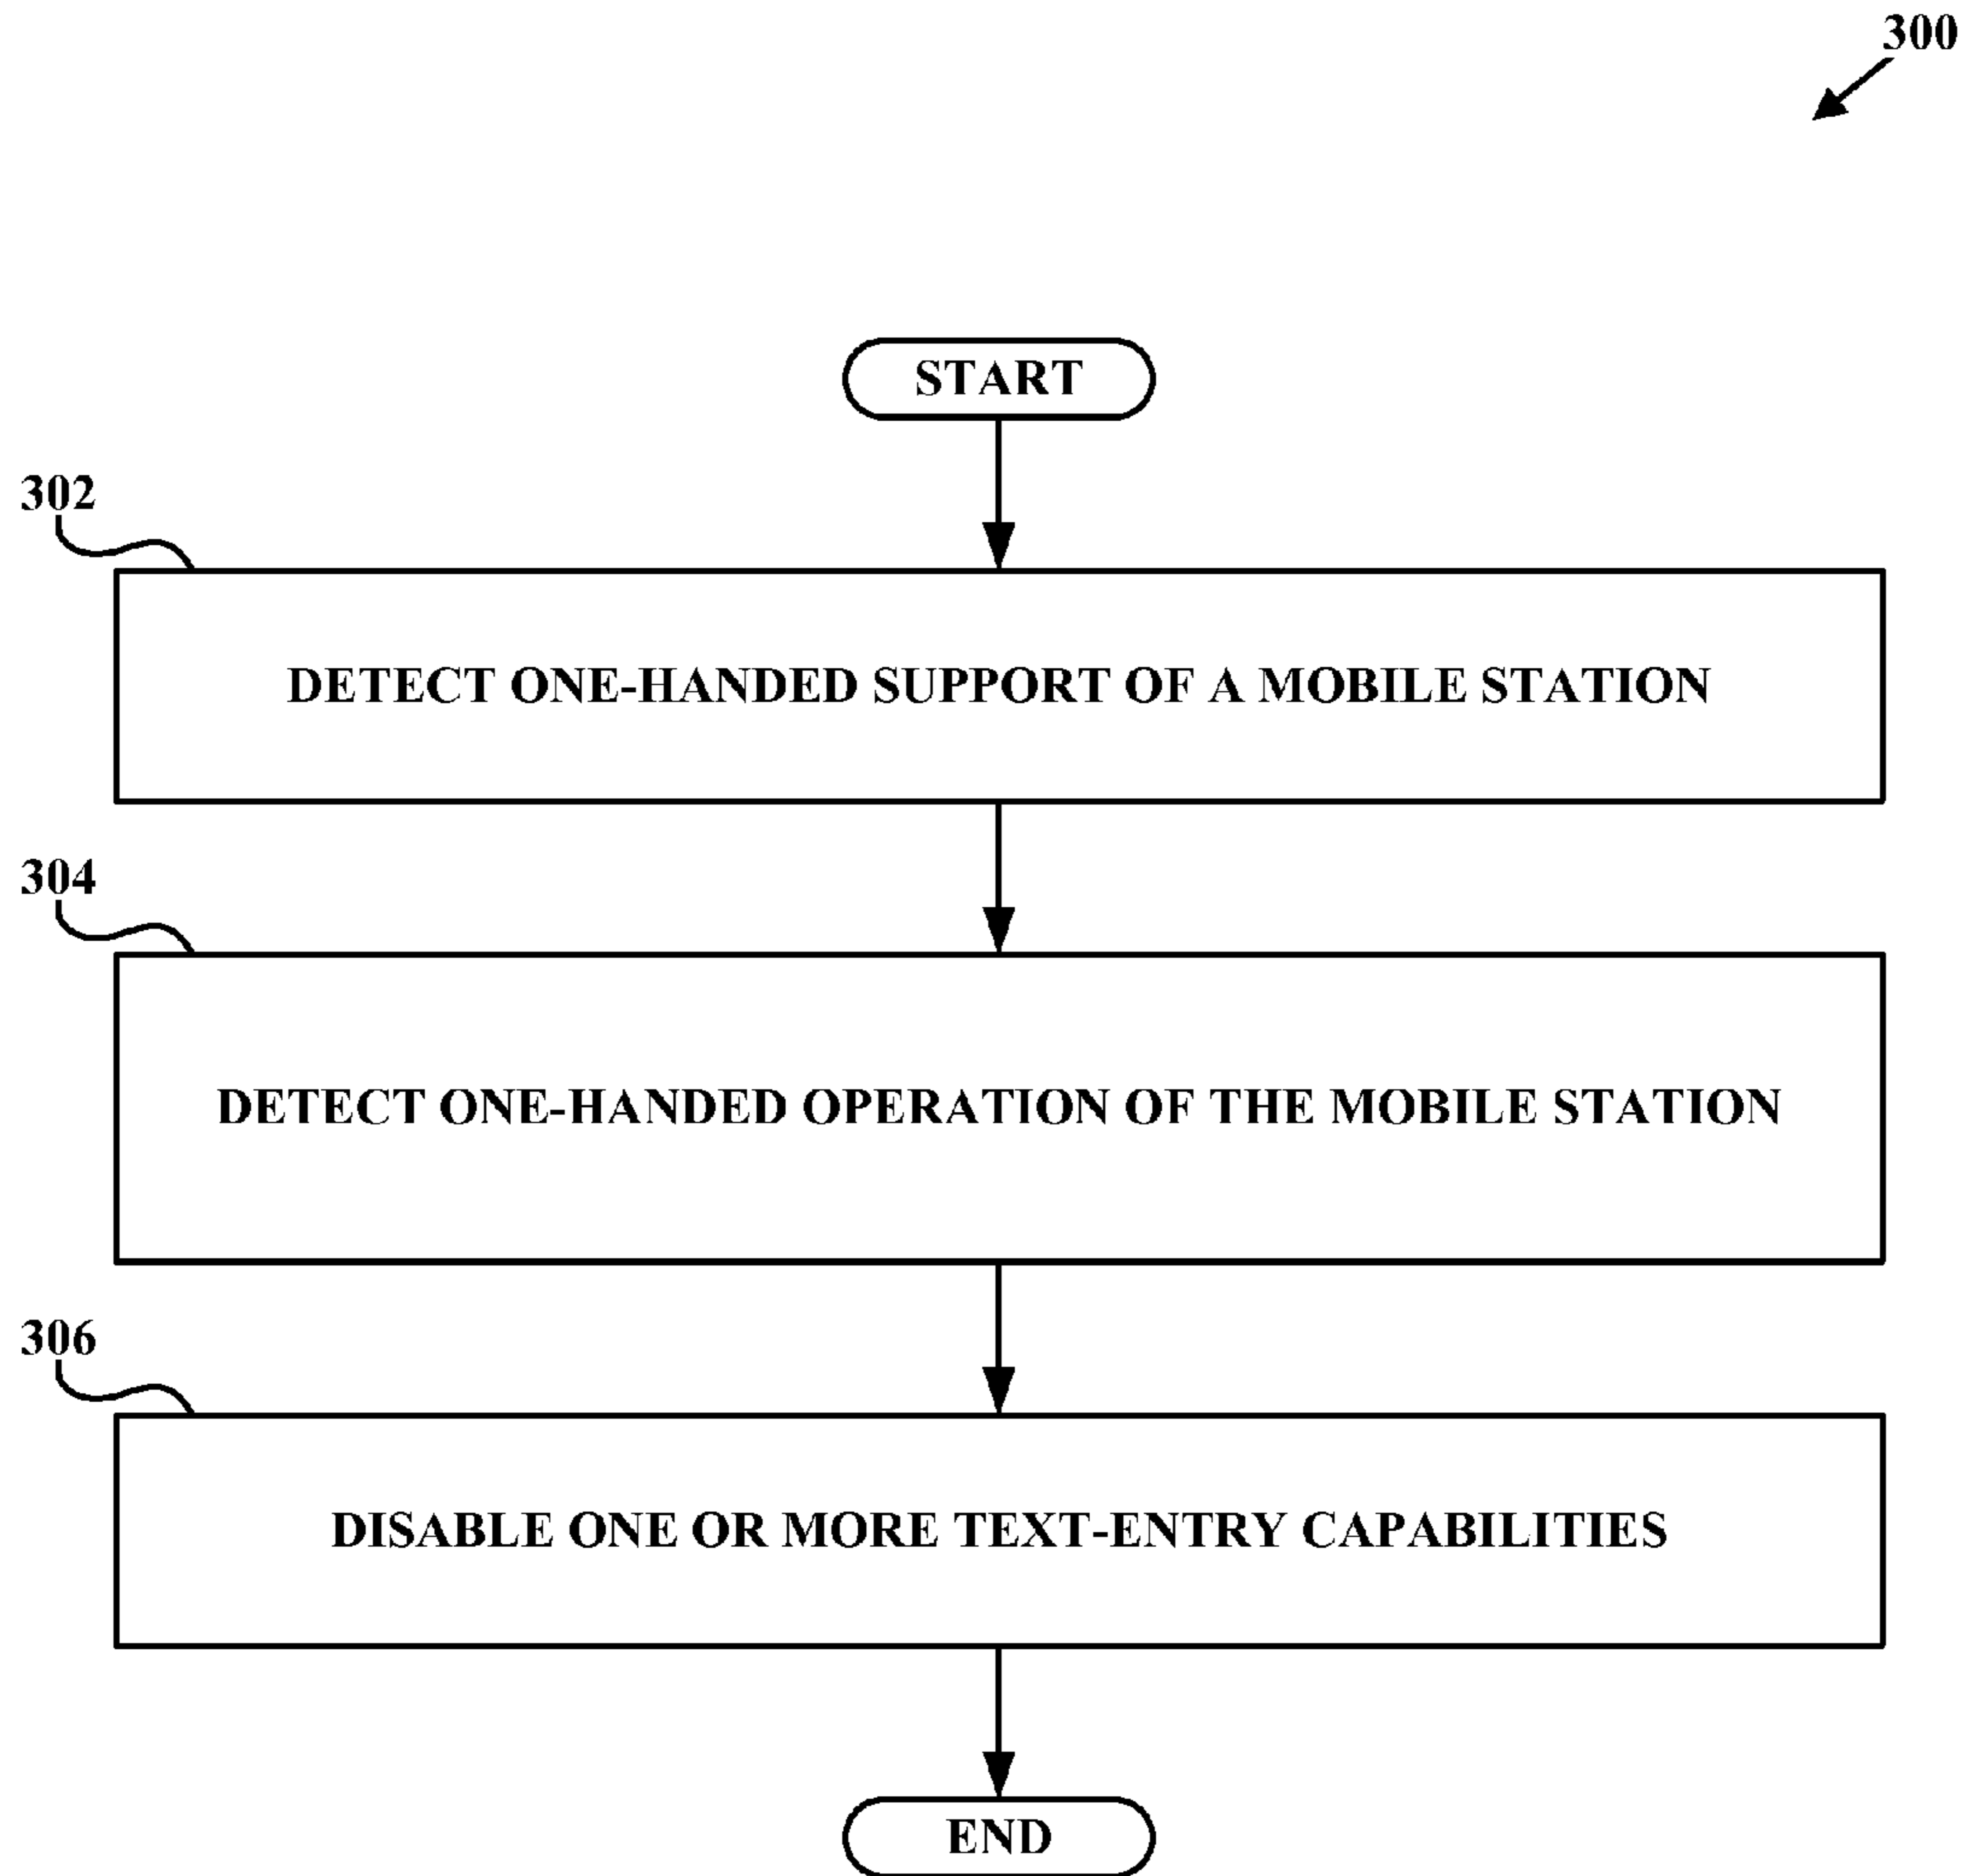 300
START
302
DETECT ONE-HANDED SUPPORT OF A MOBILE STATION
304
DETECT ONE-HANDED OPERATION OF THE MOBILE STATION
306
DISABLE ONE OR MORE TEXT-ENTRY CAPABILITIES
END